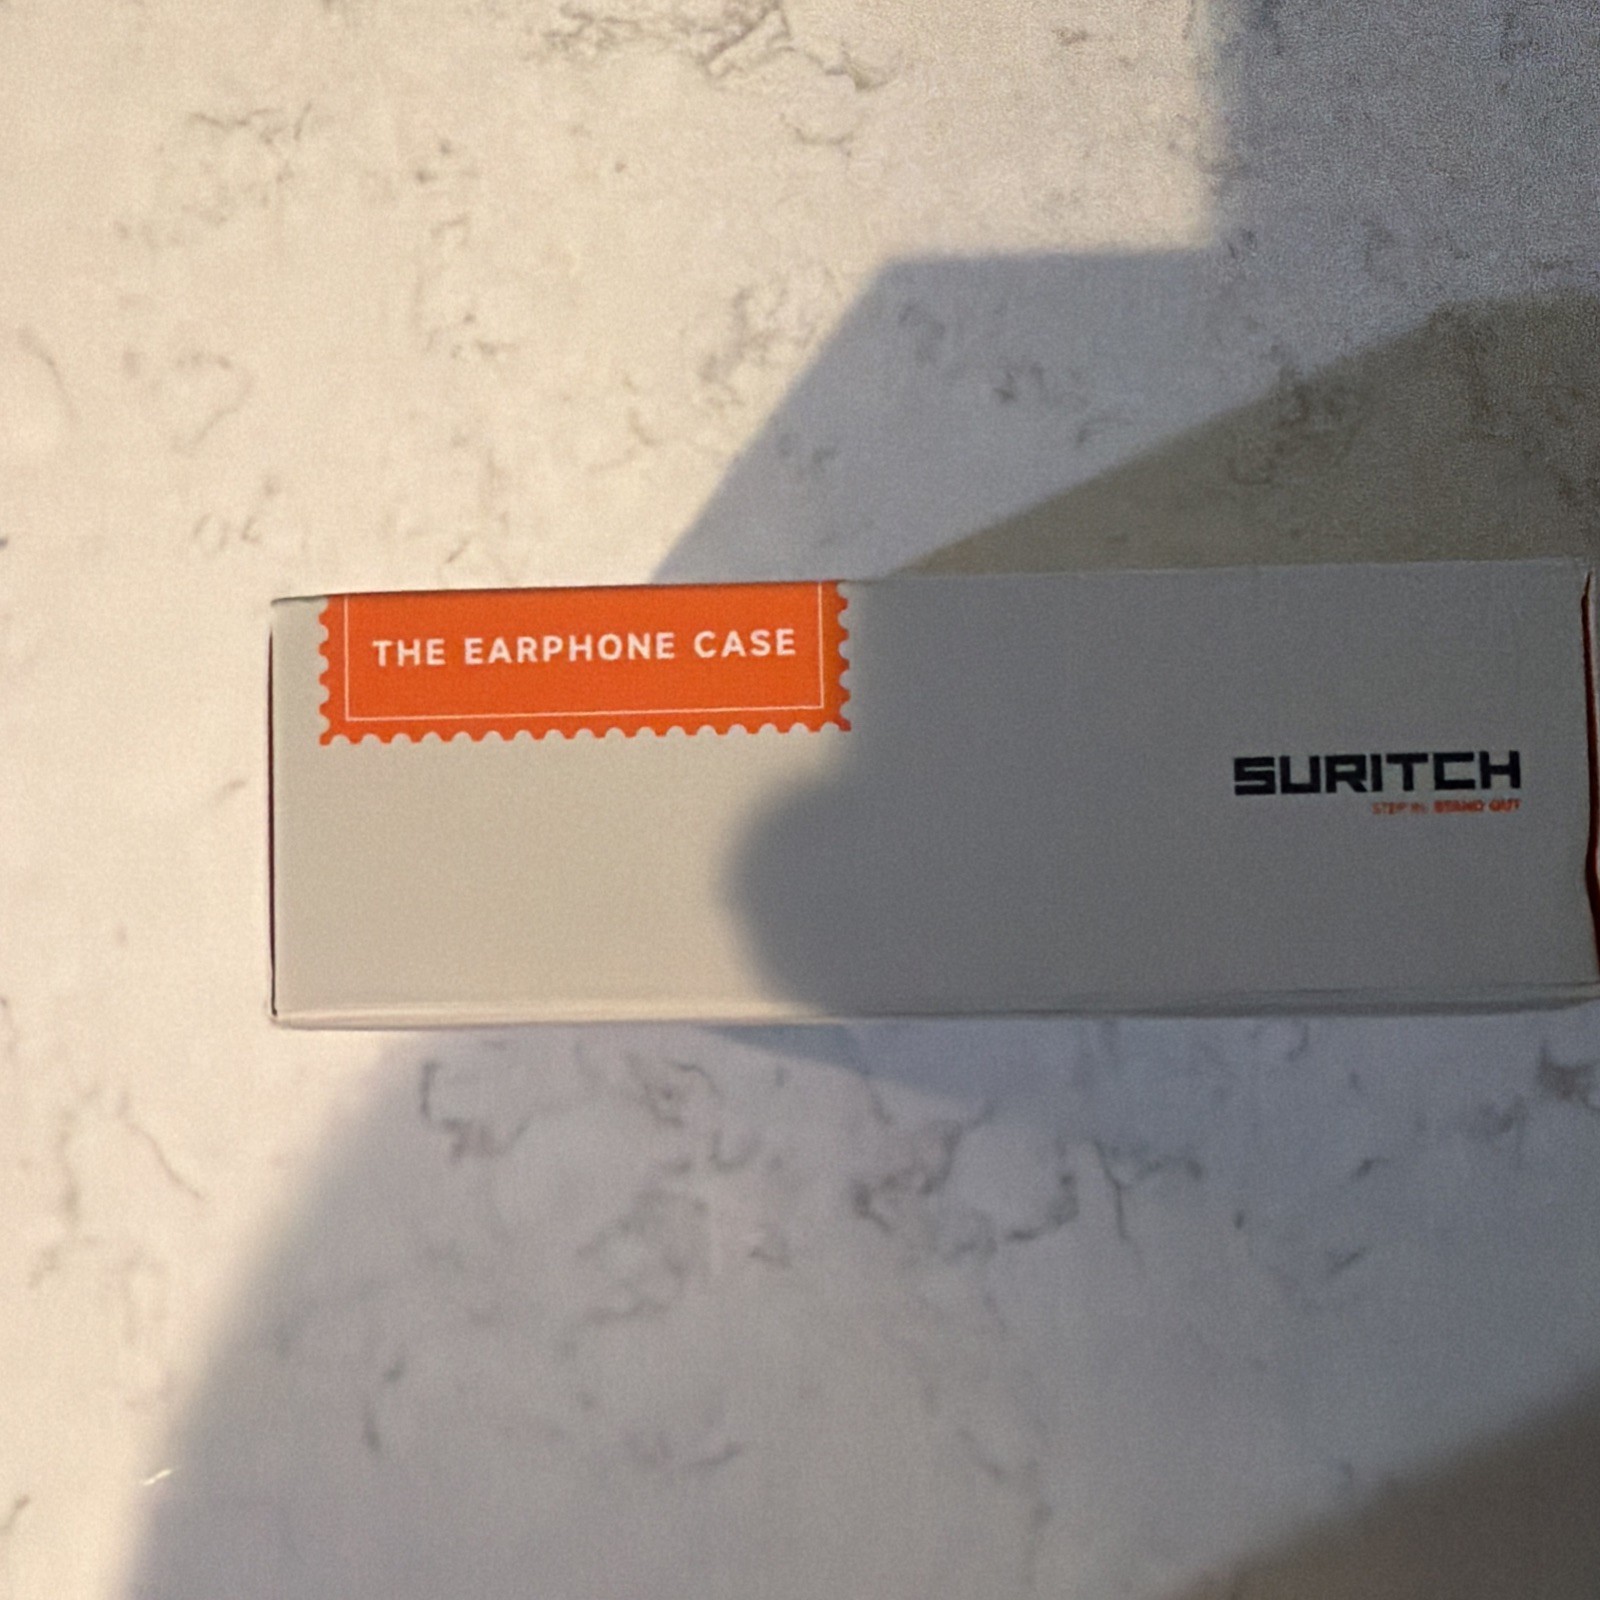 THE EARPHONE CASE
SURITCH
STEP IN, STAND OUT